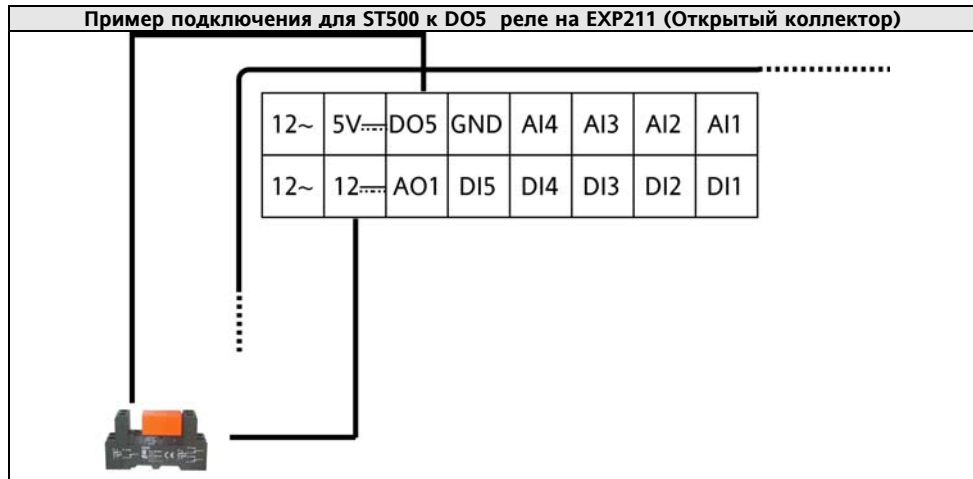 Пример подключения для ST500 к DO5 реле на EXP211 (Открытый коллектор)
12~ 5V⎓ DO5 GND AI4 AI3 AI2 AI1
12~ 12⎓ AO1 DI5 DI4 DI3 DI2 DI1